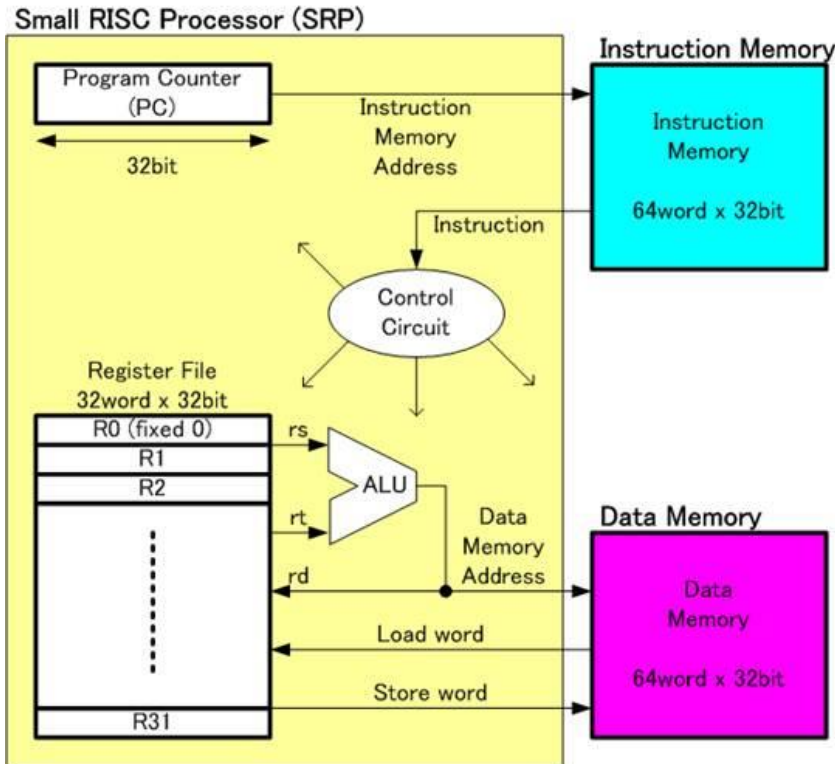 Small RISC Processor (SRP)
Program Counter
(PC)
32bit
Instruction
Memory
Address
Instruction Memory
Instruction
Memory
64word x 32bit
Instruction
Control
Circuit
Register File
32word x 32bit
R0 (fixed 0)
R1
R2
R31
rs
rt
rd
ALU
Data
Memory
Address
Load word
Store word
Data Memory
Data
Memory
64word x 32bit